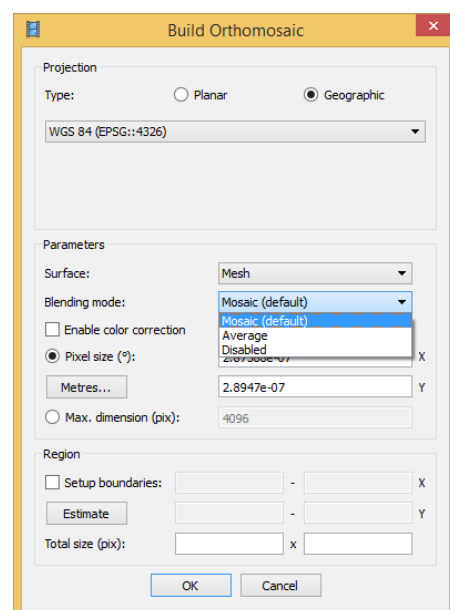 Build Orthomosaic
Projection
Type: Planar Geographic
WGS 84 (EPSG::4326)
Parameters
Surface: Mesh
Blending mode: Mosaic (default)
Mosaic (default)
Enable color correction
Average
Disabled
Pixel size (°): X
Metres... 2.8947e-07 Y
Max. dimension (pix): 4096
Region
Setup boundaries: - X
Estimate - Y
Total size (pix): x
OK Cancel